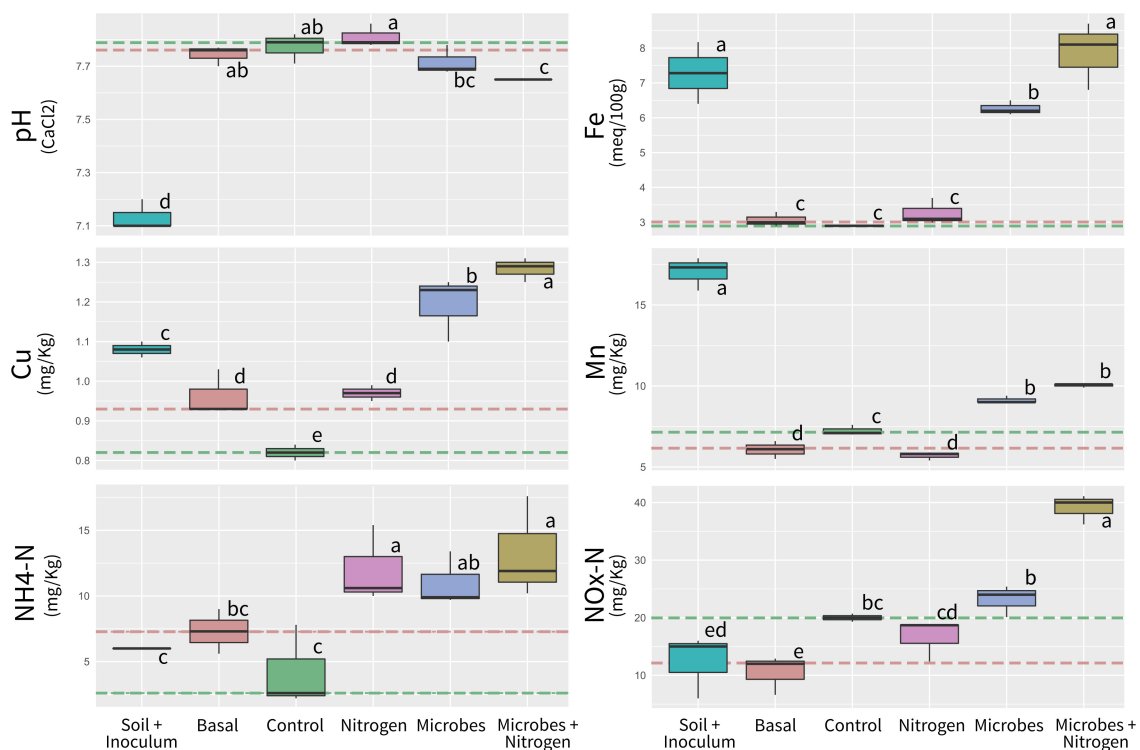 pH
(CaCl2)
7.7
7.5
7.3
7.1
d
ab
ab
a
bc
c
Fe
(meq/100g)
8
7
6
5
4
3
a
c
c
c
b
a
Cu
(mg/Kg)
1.3
1.2
1.1
1.0
0.9
0.8
c
d
e
d
b
a
Mn
(mg/Kg)
15
10
5
a
d
c
d
b
b
NH4-N
(mg/Kg)
15
10
5
c
bc
c
a
ab
a
NOx-N
(mg/Kg)
40
30
20
10
ed
e
bc
cd
b
a
Soil +
Inoculum
Basal
Control
Nitrogen
Microbes
Microbes +
Nitrogen
Soil +
Inoculum
Basal
Control
Nitrogen
Microbes
Microbes +
Nitrogen